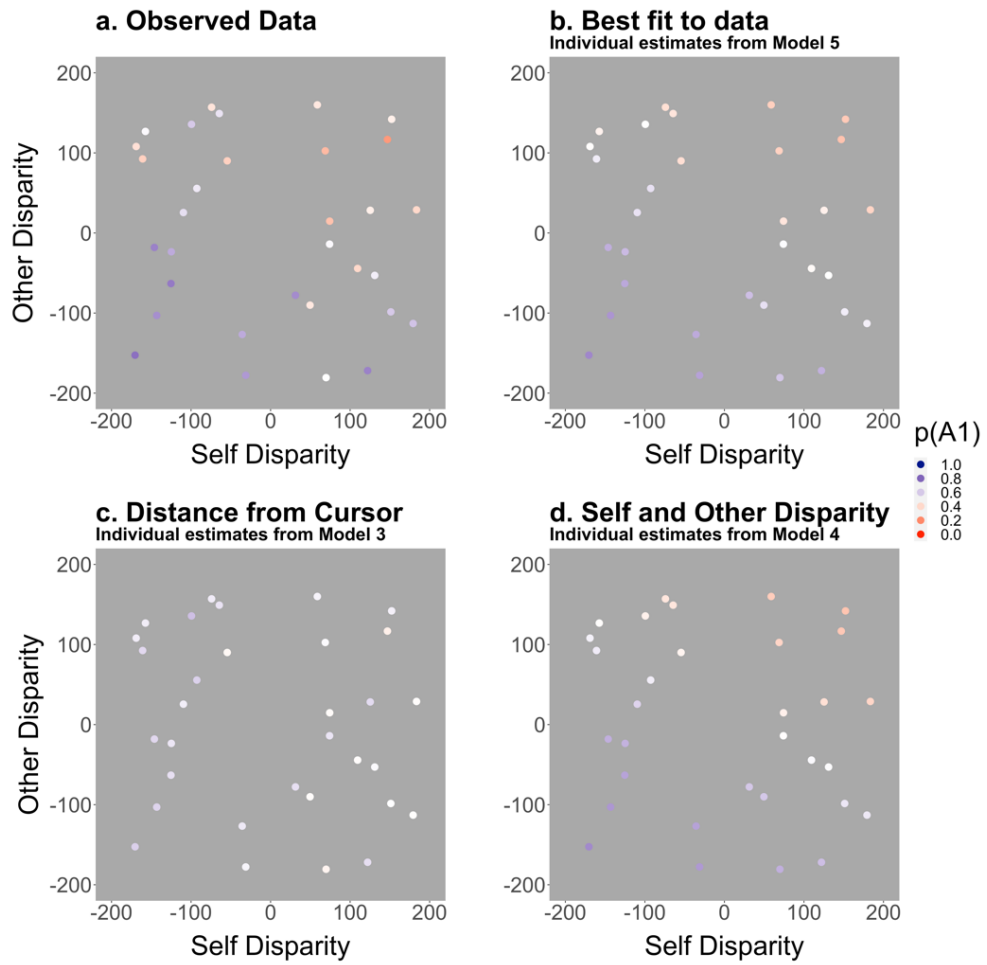 a. Observed Data
200
100
0
-100
-200
-200 -100 0 100 200
Other Disparity
Self Disparity
b. Best fit to data
Individual estimates from Model 5
200
100
0
-100
-200
-200 -100 0 100 200
Self Disparity
p(A1)
1.0
0.8
0.6
0.4
0.2
0.0
c. Distance from Cursor
Individual estimates from Model 3
200
100
0
-100
-200
-200 -100 0 100 200
Other Disparity
Self Disparity
d. Self and Other Disparity
Individual estimates from Model 4
200
100
0
-100
-200
-200 -100 0 100 200
Self Disparity